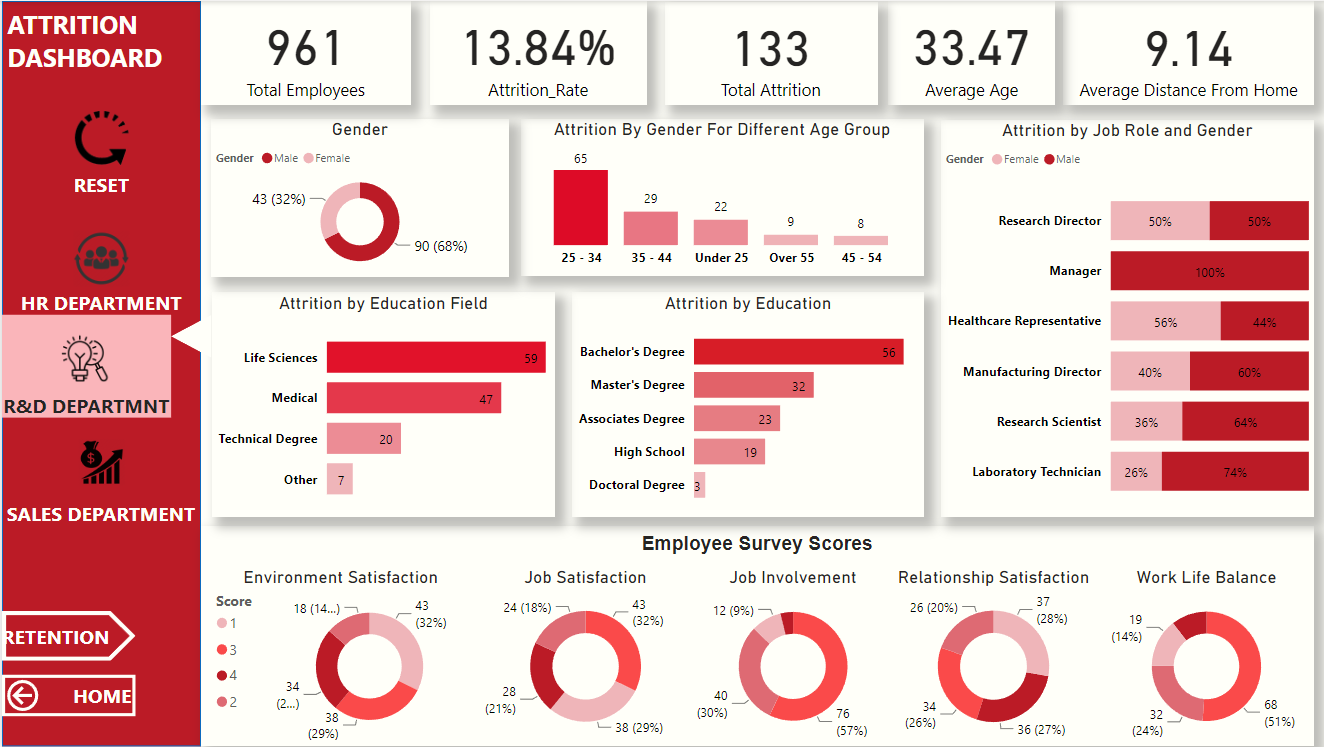 ATTRITION
DASHBOARD
RESET
HR DEPARTMENT
R&D DEPARTMNT
SALES DEPARTMENT
RETENTION
HOME
961
Total Employees
13.84%
Attrition_Rate
133
Total Attrition
33.47
Average Age
9.14
Average Distance From Home
Gender
Gender Male Female
43 (32%)
90 (68%)
Attrition By Gender For Different Age Group
65
29
22
9
8
25 - 34
35 - 44
Under 25
Over 55
45 - 54
Attrition by Job Role and Gender
Gender Female Male
Research Director 50% 50%
Manager 100%
Healthcare Representative 56% 44%
Manufacturing Director 40% 60%
Research Scientist 36% 64%
Laboratory Technician 26% 74%
Attrition by Education Field
Life Sciences 59
Medical 47
Technical Degree 20
Other 7
Attrition by Education
Bachelor's Degree 56
Master's Degree 32
Associates Degree 23
High School 19
Doctoral Degree 3
Employee Survey Scores
Score
1
3
4
2
Environment Satisfaction
18 (14...)
43
(32%)
34
(2...)
38
(29%)
Job Satisfaction
24 (18%)
43
(32%)
28
(21%)
38 (29%)
Job Involvement
12 (9%)
40
(30%)
76
(57%)
Relationship Satisfaction
26 (20%)
37
(28%)
34
(26%)
36 (27%)
Work Life Balance
19
(14%)
32
(24%)
68
(51%)